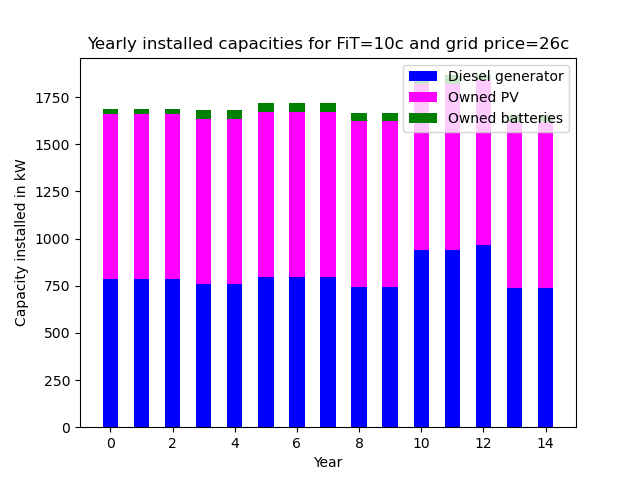 Yearly installed capacities for FiT=10c and grid price=26c
Diesel generator
Owned PV
Owned batteries
1750
1500
1250
1000
750
500
250
0
Capacity installed in kW
0 2 4 6 8 10 12 14
Year